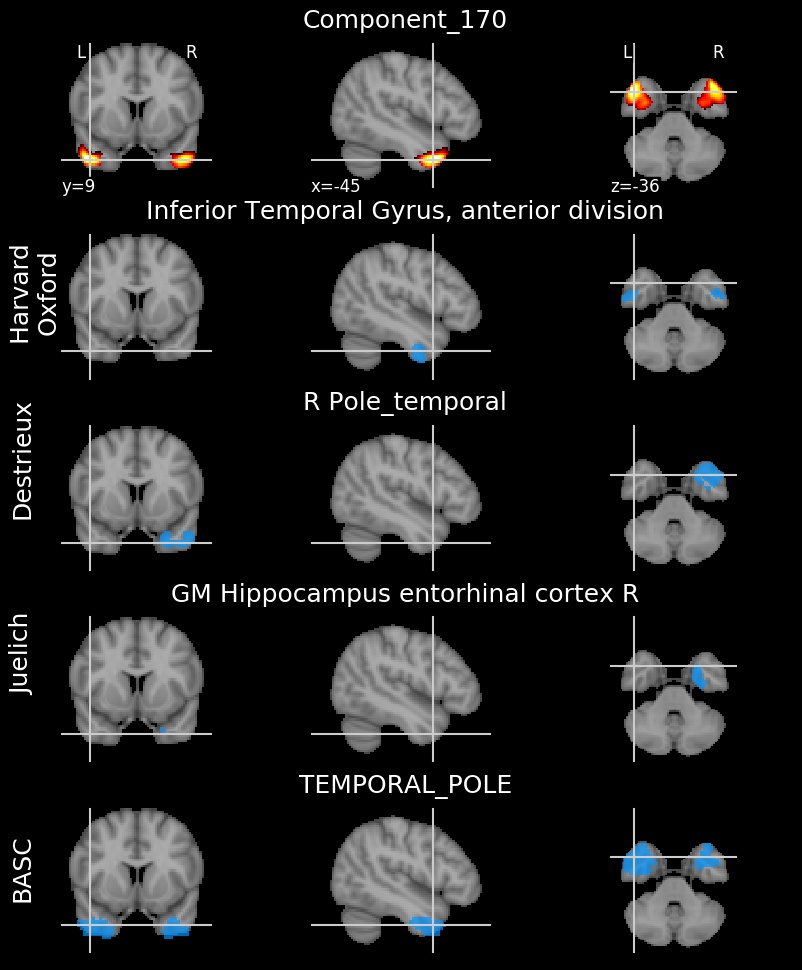 Component_170
L
R
L
R
y=9
x=-45
z=-36
Inferior Temporal Gyrus, anterior division
Harvard
Oxford
R Pole_temporal
Destrieux
GM Hippocampus entorhinal cortex R
Juelich
TEMPORAL_POLE
BASC